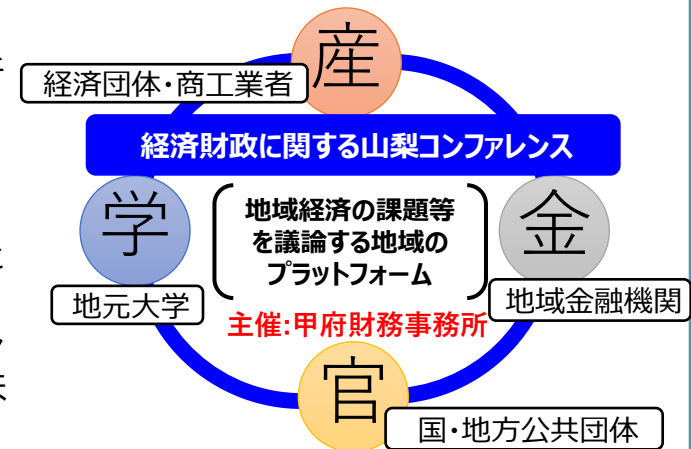 産
経済団体・商工業者
経済財政に関する山梨コンファレンス
学
地域経済の課題等
を議論する地域の
プラットフォーム
金
地元大学
地域金融機関
主催:甲府財務事務所
官
国・地方公共団体